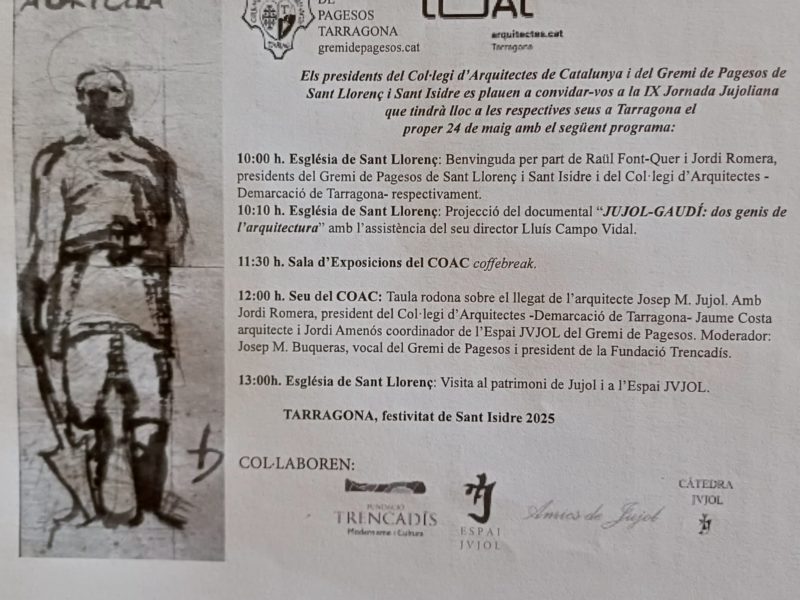 AGRICOLA
DE
PAGESOS
TARRAGONA
gremidepagesos.cat
COAC
arquitectes.cat
Tarragona
Els presidents del Col·legi d'Arquitectes de Catalunya i del Gremi de Pagesos de
Sant Llorenç i Sant Isidre es plauen a convidar-vos a la IX Jornada Jujoliana
que tindrà lloc a les respectives seus a Tarragona el
proper 24 de maig amb el següent programa:
10:00 h. Església de Sant Llorenç: Benvinguda per part de Raül Font-Quer i Jordi Romera,
presidents del Gremi de Pagesos de Sant Llorenç i Sant Isidre i del Col·legi d'Arquitectes -
Demarcació de Tarragona- respectivament.
10:10 h. Església de Sant Llorenç: Projecció del documental "JUJOL-GAUDÍ: dos genis de
l'arquitectura" amb l'assistència del seu director Lluís Campo Vidal.
11:30 h. Sala d'Exposicions del COAC coffebreak.
12:00 h. Seu del COAC: Taula rodona sobre el llegat de l'arquitecte Josep M. Jujol. Amb
Jordi Romera, president del Col·legi d'Arquitectes -Demarcació de Tarragona- Jaume Costa
arquitecte i Jordi Amenós coordinador de l'Espai JVJOL del Gremi de Pagesos. Moderador:
Josep M. Buqueras, vocal del Gremi de Pagesos i president de la Fundació Trencadís.
13:00h. Església de Sant Llorenç: Visita al patrimoni de Jujol i a l'Espai JVJOL.
TARRAGONA, festivitat de Sant Isidre 2025
COL·LABOREN:
FUNDACIÓ
TRENCADÍS
Modernisme i Cultura
ESPAI
JVJOL
Amics de Jujol
CÀTEDRA
JVJOL